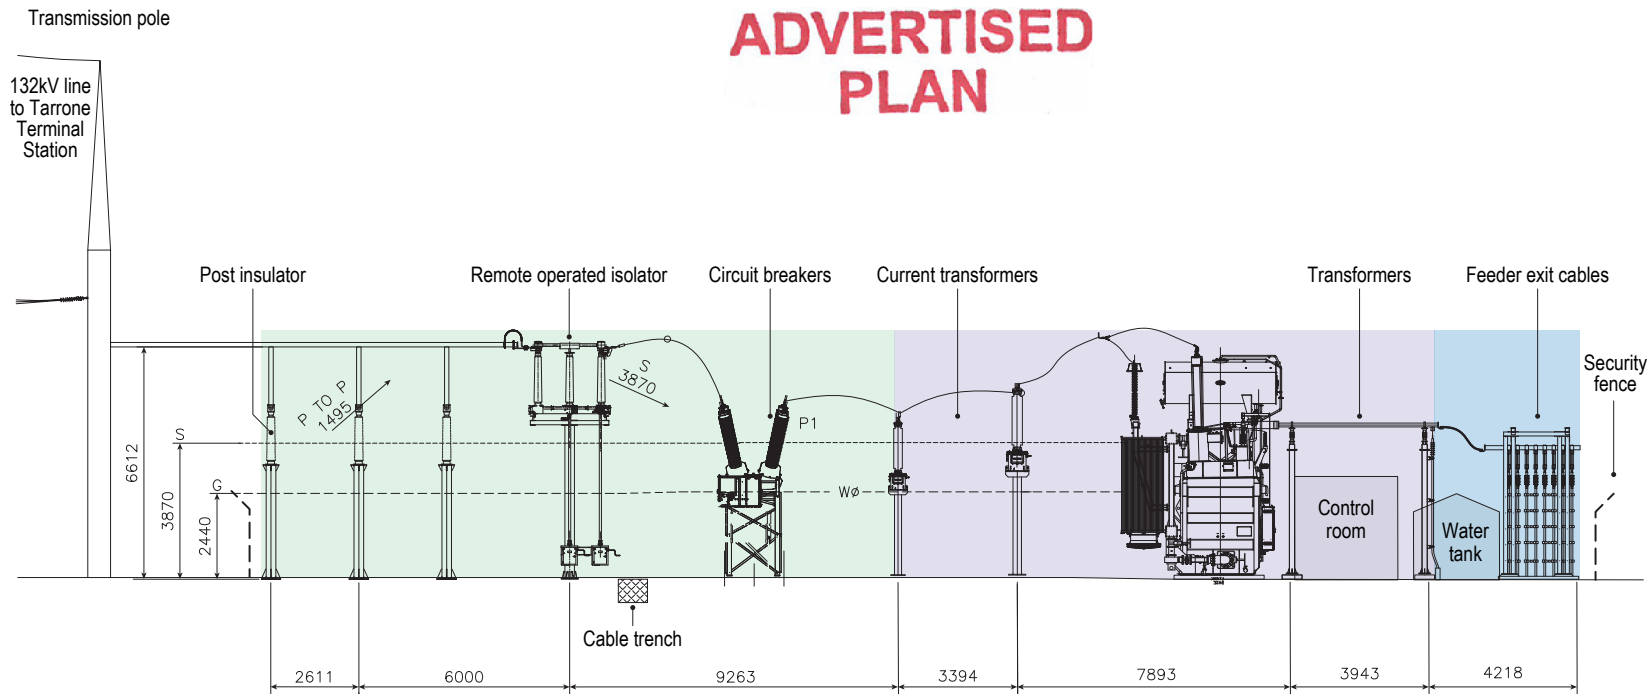 Transmission pole
ADVERTISED
PLAN
132kV line
to Tarrone
Terminal
Station
Post insulator
Remote operated isolator
Circuit breakers
Current transformers
Transformers
Feeder exit cables
Security
fence
P TO P
1495
S
3870
P1
S
G
WØ
6612
3870
2440
Control
room
Water
tank
Cable trench
2611
6000
9263
3394
7893
3943
4218